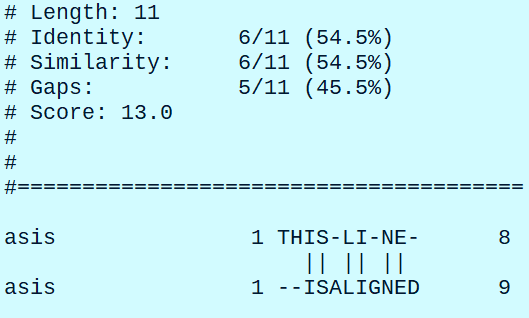 # Length: 11
# Identity:       6/11 (54.5%)
# Similarity:     6/11 (54.5%)
# Gaps:           5/11 (45.5%)
# Score: 13.0
#
#
#=======================================
asis               1 THIS-LI-NE-      8
                       || || ||
asis               1 --ISALIGNED      9